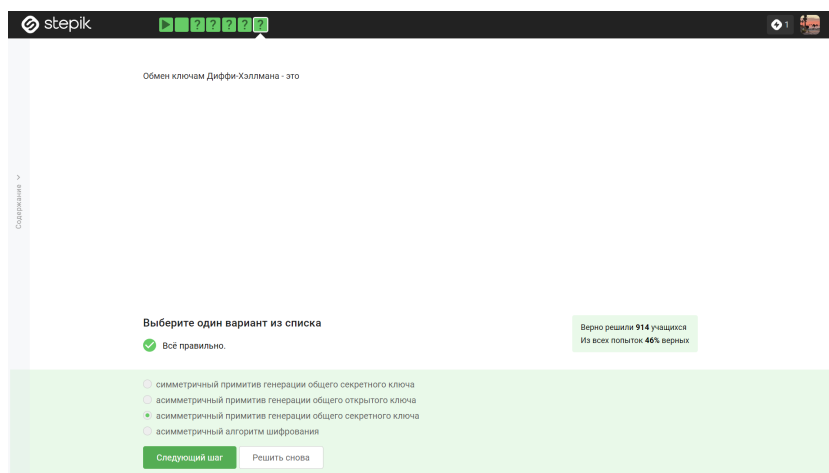 stepik
? ? ? ? ?
1
Обмен ключам Диффи-Хэллмана - это
Содержание
Выберите один вариант из списка
Всё правильно.
Верно решили 914 учащихся
Из всех попыток 46% верных
симметричный примитив генерации общего секретного ключа
асимметричный примитив генерации общего открытого ключа
асимметричный примитив генерации общего секретного ключа
асимметричный алгоритм шифрования
Следующий шаг
Решить снова